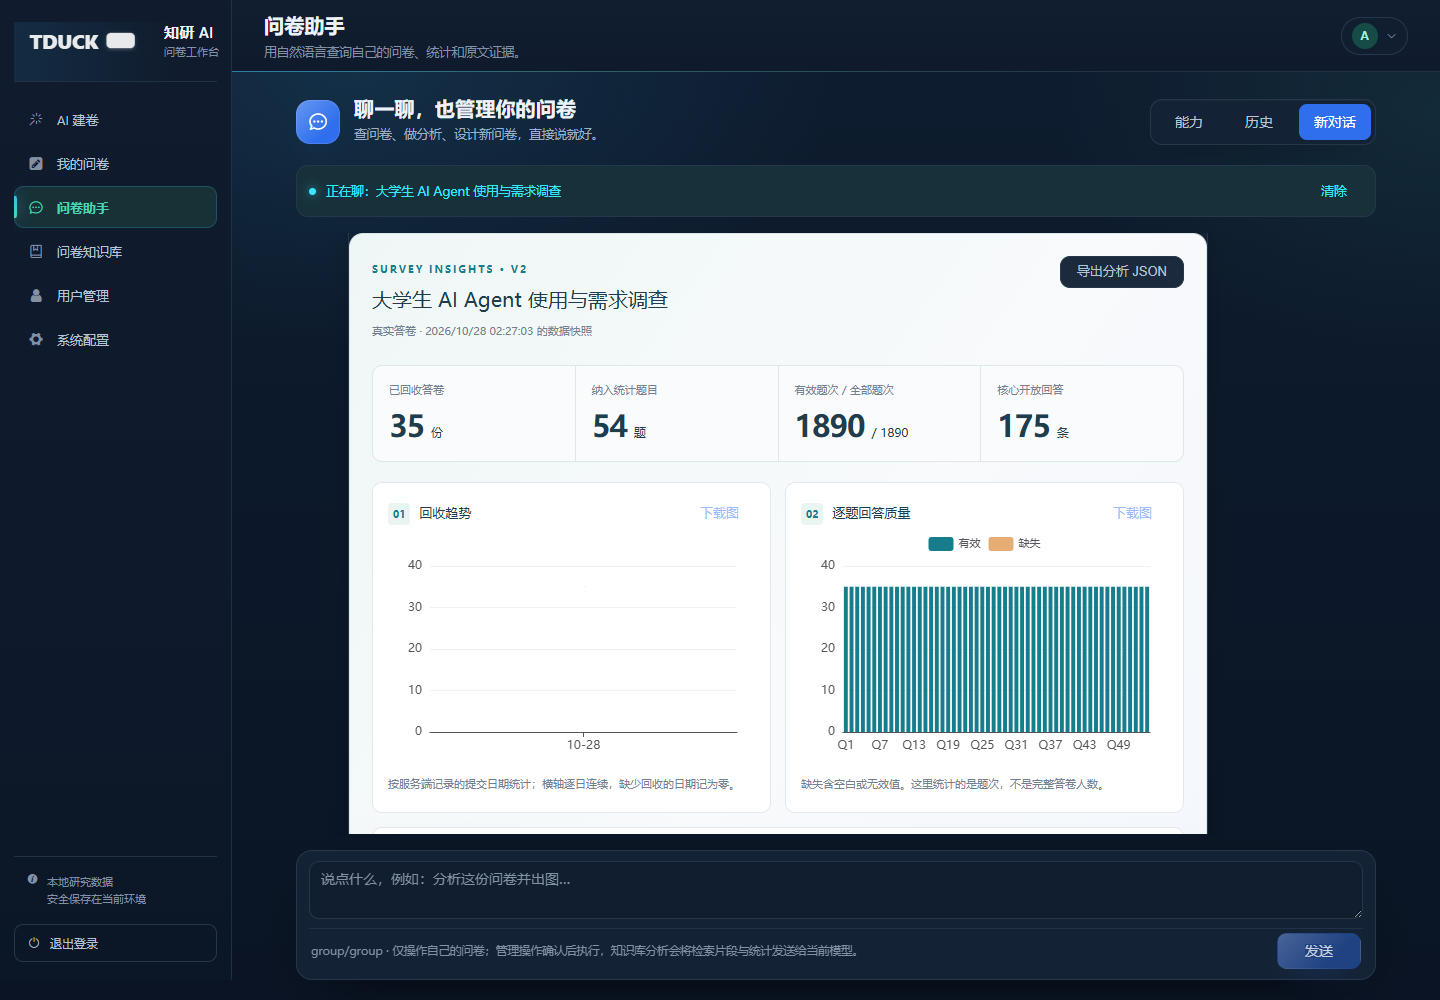 TDUCK
知研 AI
问卷工作台
AI 建卷
我的问卷
问卷助手
问卷知识库
用户管理
系统配置
本地研究数据
安全保存在当前环境
退出登录
问卷助手
用自然语言查询自己的问卷、统计和原文证据。
A
聊一聊，也管理你的问卷
查问卷、做分析、设计新问卷，直接说就好。
能力
历史
新对话
正在聊：大学生 AI Agent 使用与需求调查
清除
SURVEY INSIGHTS • V2
大学生 AI Agent 使用与需求调查
真实答卷 · 2026/10/28 02:27:03 的数据快照
导出分析 JSON
已回收答卷
35 份
纳入统计题目
54 题
有效题次 / 全部题次
1890 / 1890
核心开放回答
175 条
01 回收趋势
下载图
40
30
20
10
0
10-28
按服务端记录的提交日期统计；横轴逐日连续，缺少回收的日期记为零。
02 逐题回答质量
下载图
有效 缺失
40
30
20
10
0
Q1 Q7 Q13 Q19 Q25 Q31 Q37 Q43 Q49
缺失含空白或无效值。这里统计的是题次，不是完整答卷人数。
说点什么，例如：分析这份问卷并出图...
group/group · 仅操作自己的问卷；管理操作确认后执行，知识库分析会将检索片段与统计发送给当前模型。
发送